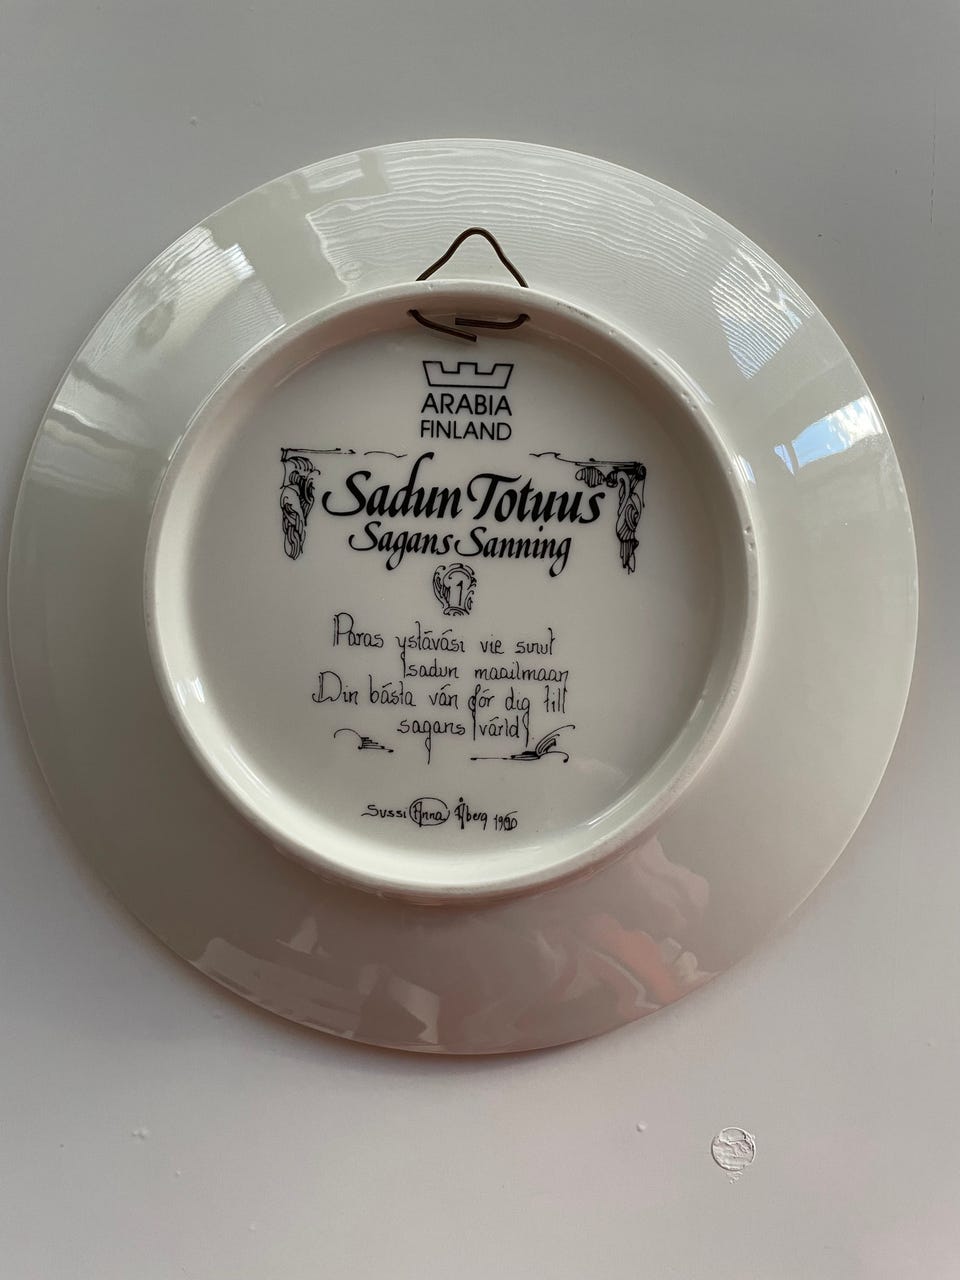 ARABIA
FINLAND
Sadun Totuus
Sagans Sanning
1
Paras ystäväsi vie sinut
sadun maailmaan
Din bästa vän för dig till
sagans värld
Sussi Anna Åberg 1990